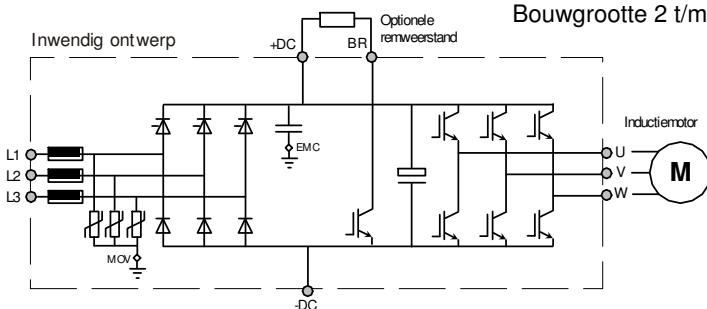 Bouwgrootte 2 t/m
Optionele
remweerstand
Inwendig ontwerp
+DC
BR
Inductiemotor
EMC
L1
L2
L3
U
V
W
M
MOV
-DC